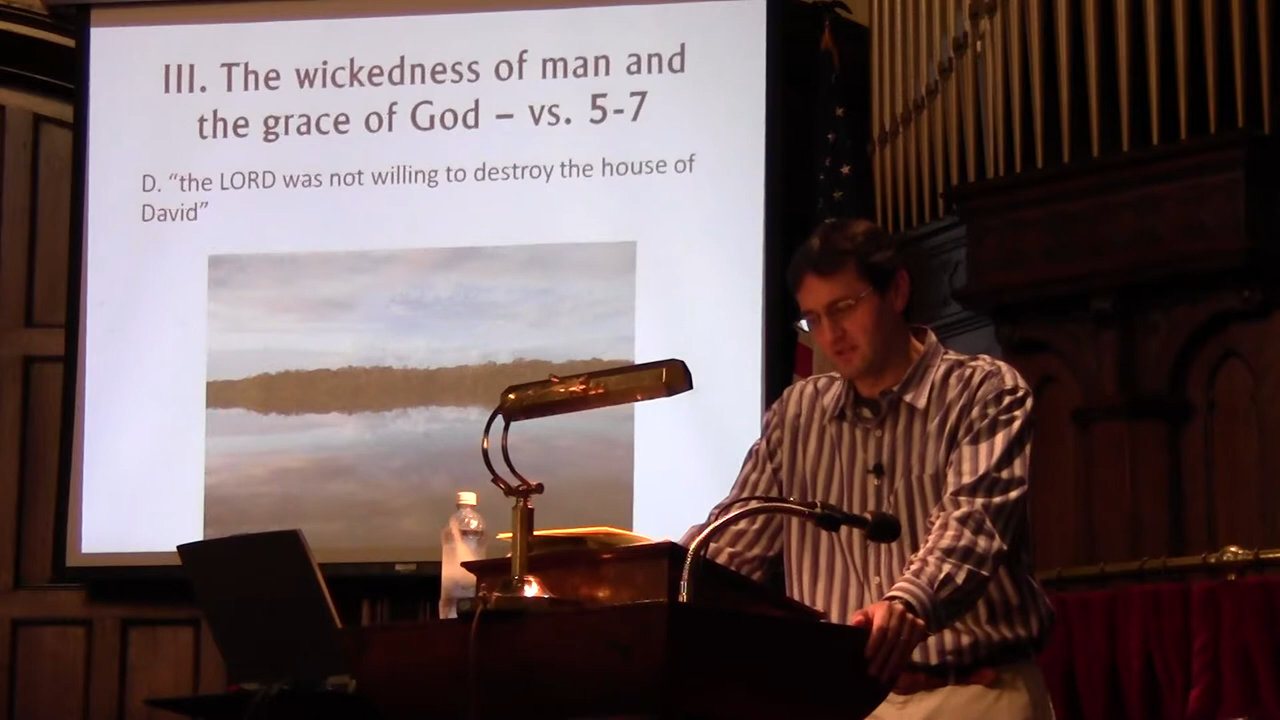 III. The wickedness of man and
the grace of God – vs. 5-7
D. “the LORD was not willing to destroy the house of
David”